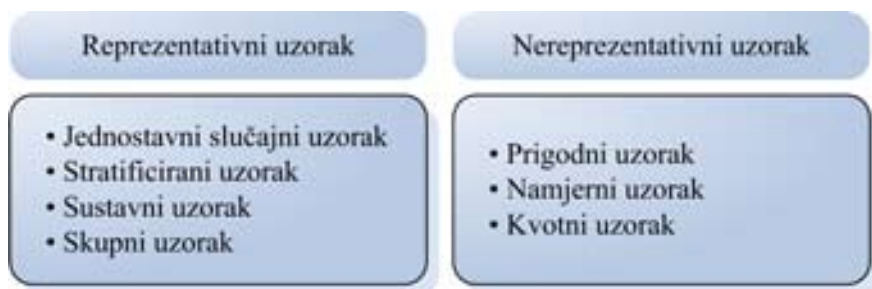 Reprezentativni uzorak
Nereprezentativni uzorak
• Jednostavni slučajni uzorak
• Stratificirani uzorak
• Sustavni uzorak
• Skupni uzorak
• Prigodni uzorak
• Namjerni uzorak
• Kvotni uzorak